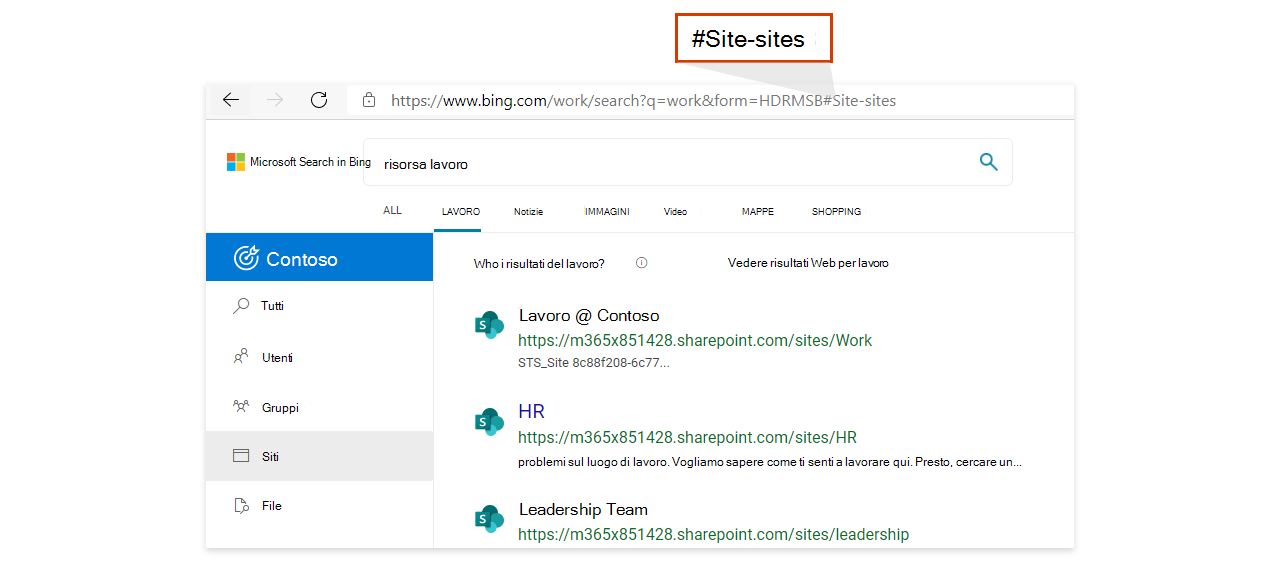 #Site-sites
https://www.bing.com/work/search?q=work&form=HDRMSB#Site-sites
Microsoft Search in Bing
risorsa lavoro
ALL LAVORO Notizie IMMAGINI Video MAPPE SHOPPING
Contoso
Who i risultati del lavoro? Vedere risultati Web per lavoro
Tutti
Utenti
Gruppi
Siti
File
Lavoro @ Contoso
https://m365x851428.sharepoint.com/sites/Work
STS_Site 8c88f208-6c77...
HR
https://m365x851428.sharepoint.com/sites/HR
problemi sul luogo di lavoro. Vogliamo sapere come ti senti a lavorare qui. Presto, cercare un...
Leadership Team
https://m365x851428.sharepoint.com/sites/leadership